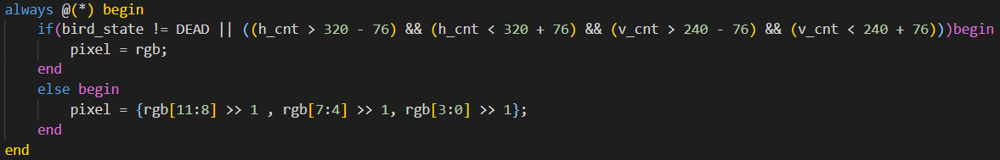 always @(*) begin
if(bird_state != DEAD || ((h_cnt > 320 - 76) && (h_cnt < 320 + 76) && (v_cnt > 240 - 76) && (v_cnt < 240 + 76)))begin
pixel = rgb;
end
else begin
pixel = {rgb[11:8] >> 1 , rgb[7:4] >> 1, rgb[3:0] >> 1};
end
end